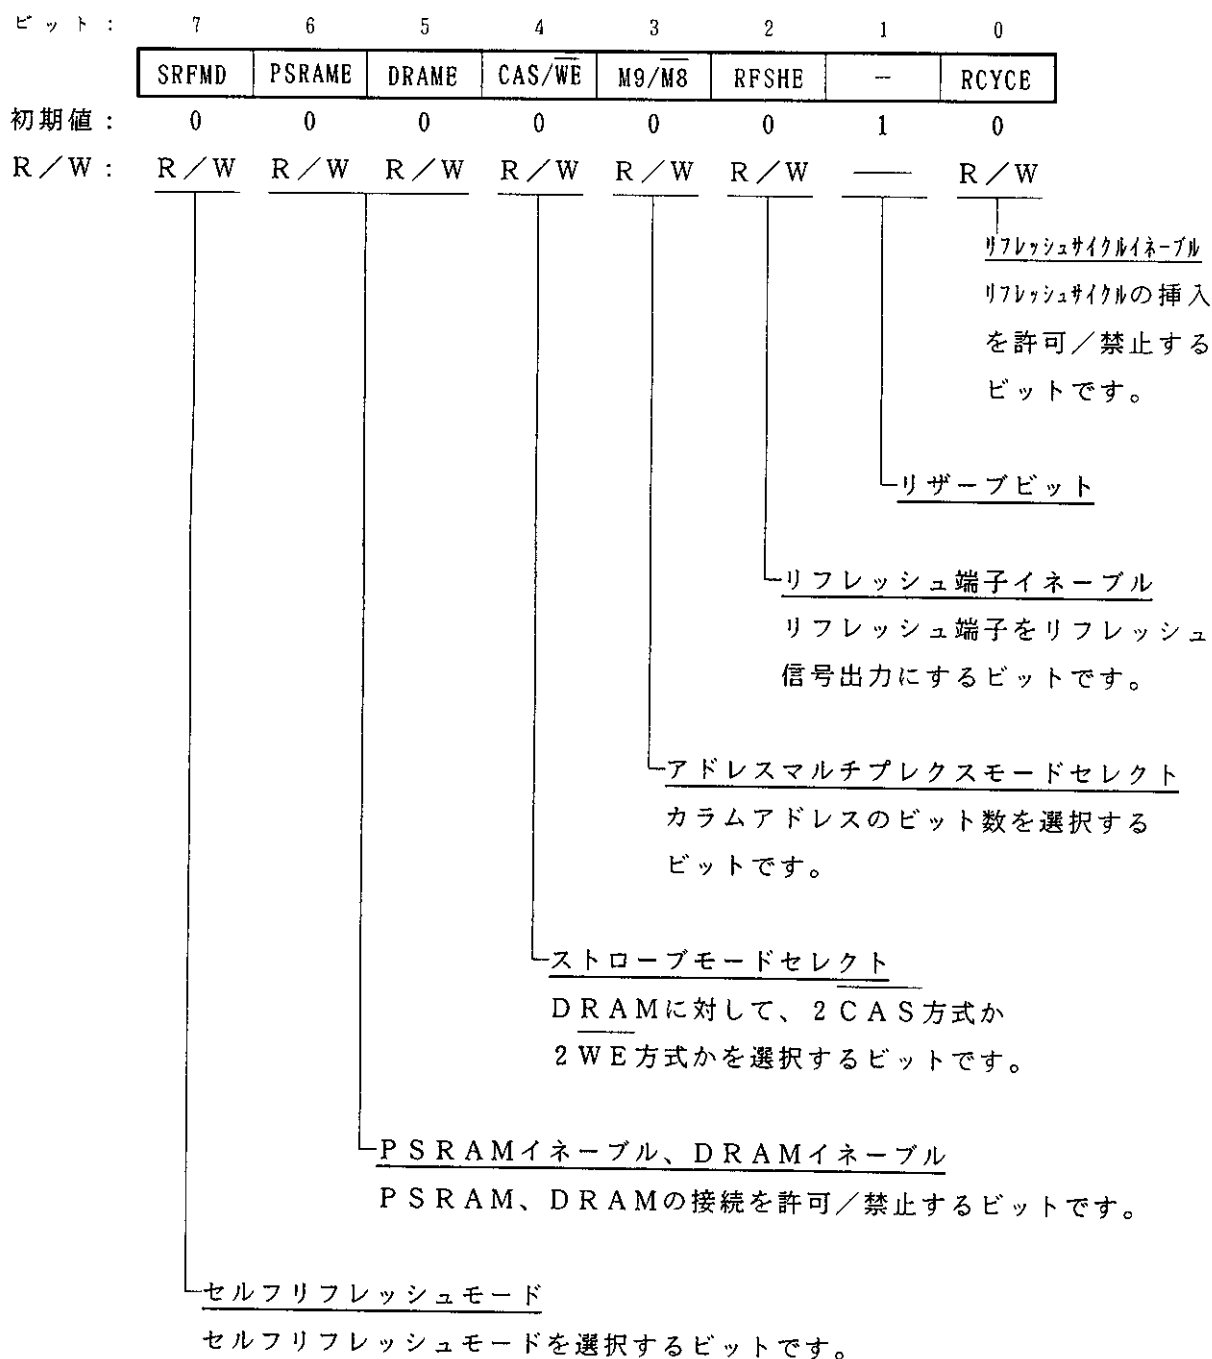 ビット： 7 6 5 4 3 2 1 0
SRFMD PSRAME DRAME CAS/W̅E̅ M9/M̅8̅ RFSHE － RCYCE
初期値： 0 0 0 0 0 0 1 0
R／W： R／W R／W R／W R／W R／W R／W ── R／W
リフレッシュサイクルイネーブル
リフレッシュサイクルの挿入
を許可／禁止する
ビットです。
リザーブビット
リフレッシュ端子イネーブル
リフレッシュ端子をリフレッシュ
信号出力にするビットです。
アドレスマルチプレクスモードセレクト
カラムアドレスのビット数を選択する
ビットです。
ストローブモードセレクト
DRAMに対して、2C̅A̅S̅方式か
2W̅E̅方式かを選択するビットです。
PSRAMイネーブル、DRAMイネーブル
PSRAM、DRAMの接続を許可／禁止するビットです。
セルフリフレッシュモード
セルフリフレッシュモードを選択するビットです。